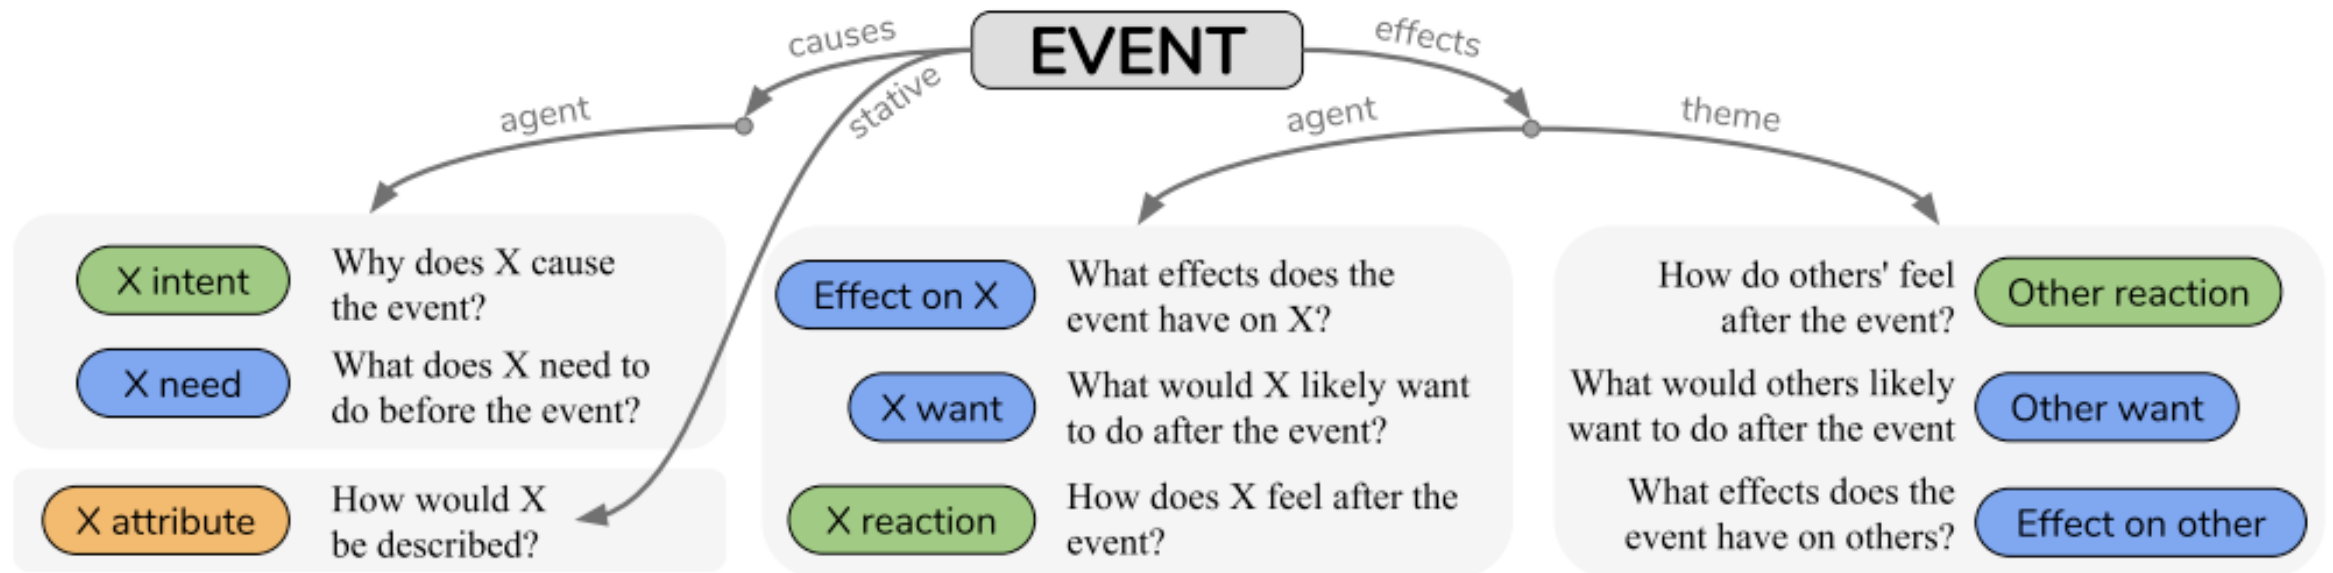 EVENT
causes
effects
stative
agent
agent
theme
X intent
Why does X cause
the event?
X need
What does X need to
do before the event?
X attribute
How would X
be described?
Effect on X
What effects does the
event have on X?
X want
What would X likely want
to do after the event?
X reaction
How does X feel after the
event?
How do others' feel
after the event?
Other reaction
What would others likely
want to do after the event
Other want
What effects does the
event have on others?
Effect on other